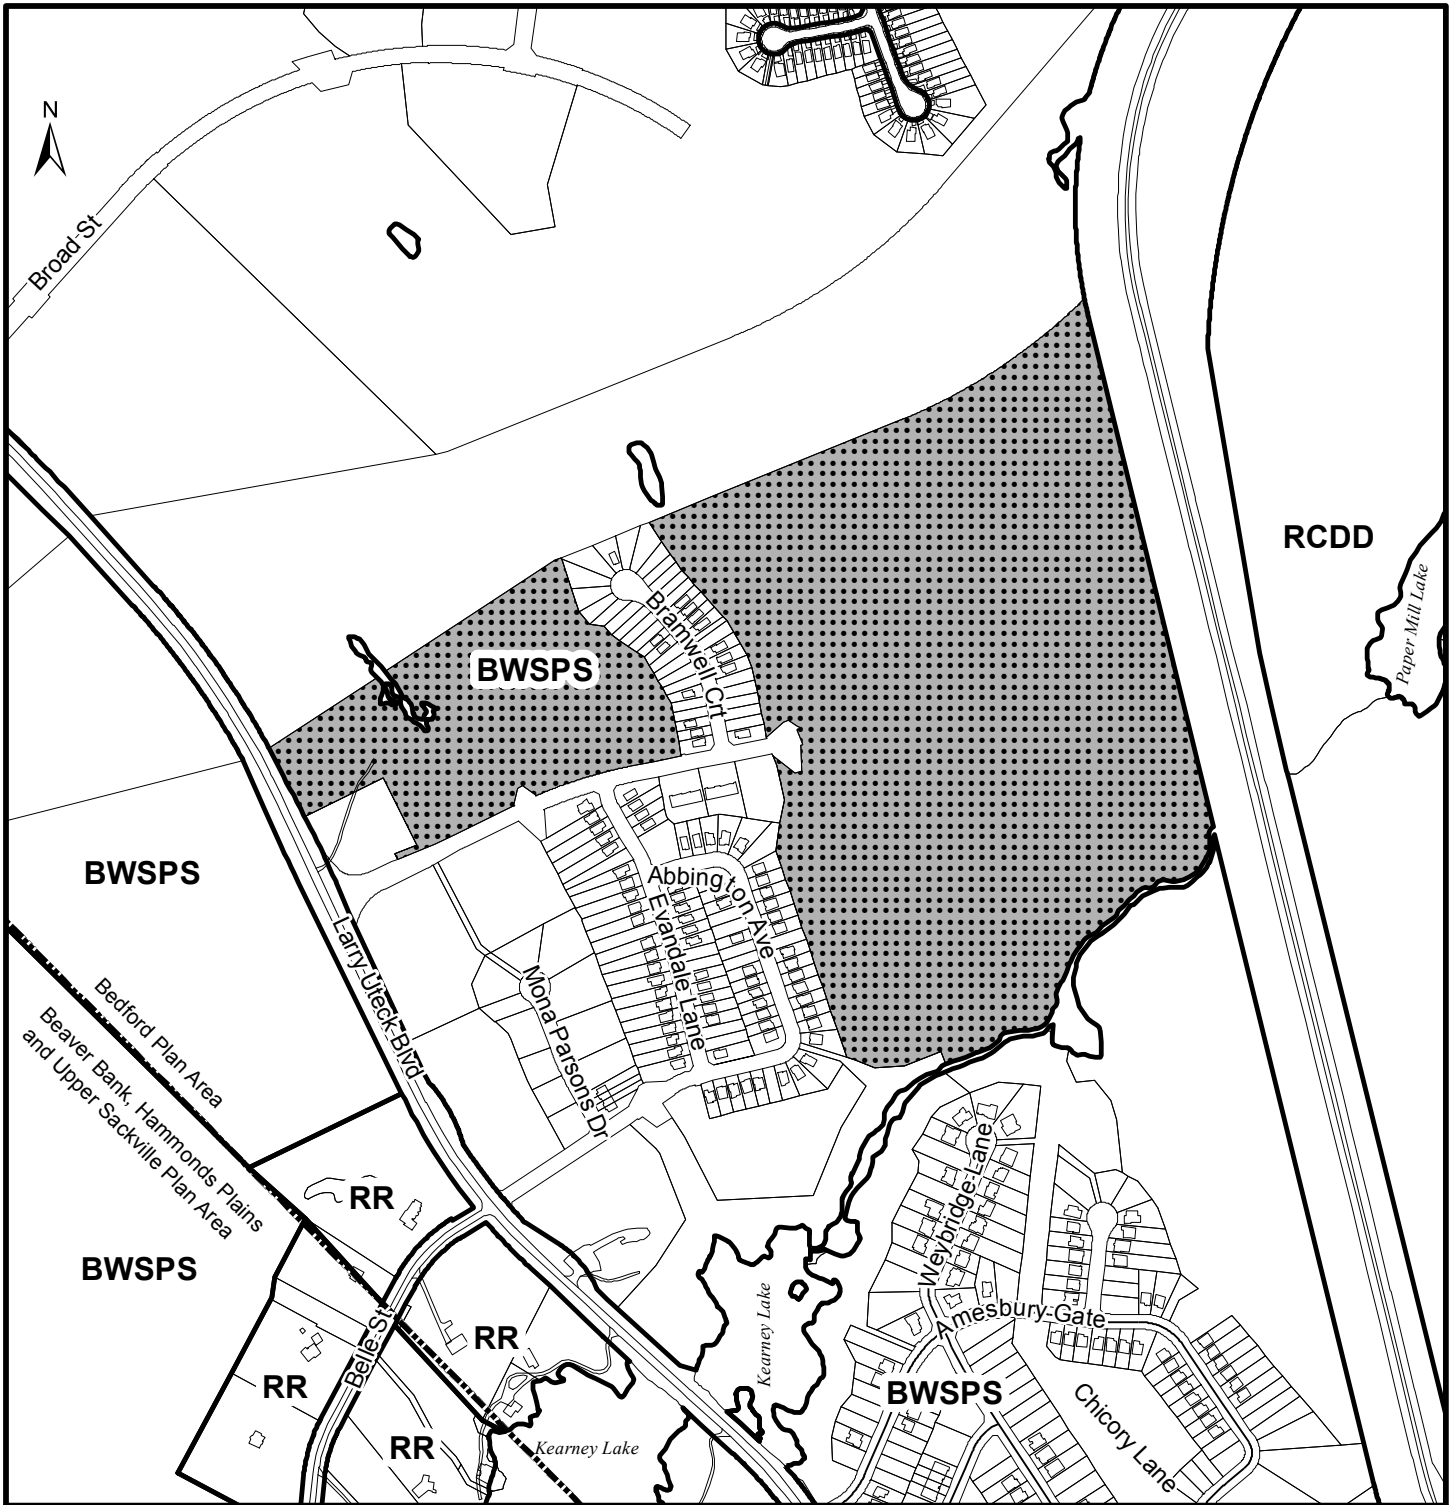 N
Broad St
RCDD
Paper Mill Lake
Bramwell Crt
BWSPS
BWSPS
Abbington Ave
Evandale Lane
Larry Uteck Blvd
Mona Parsons Dr
Bedford Plan Area
Beaver Bank, Hammonds Plains
and Upper Sackville Plan Area
RR
Weybridge Lane
BWSPS
Amesbury Gate
Kearney Lake
Belle St
RR
RR
BWSPS
Chicory Lane
RR
Kearney Lake